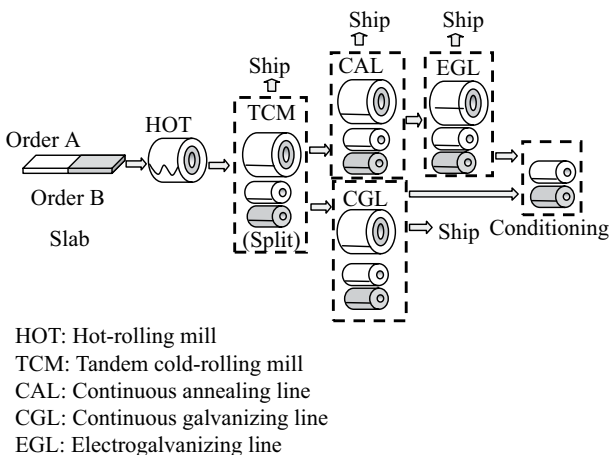 Ship
Ship
Ship
CAL
EGL
TCM
HOT
Order A
Order B
Slab
(Split)
CGL
Ship
Conditioning
HOT: Hot-rolling mill
TCM: Tandem cold-rolling mill
CAL: Continuous annealing line
CGL: Continuous galvanizing line
EGL: Electrogalvanizing line